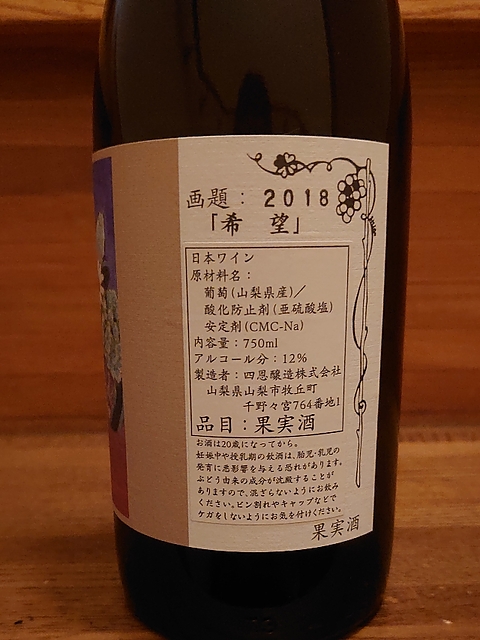 画題：2018
「希 望」
日本ワイン
原材料名：
葡萄(山梨県産)／
酸化防止剤(亜硫酸塩)
安定剤(CMC-Na)
内容量：750ml
アルコール分：12%
製造者：四恩醸造株式会社
山梨県山梨市牧丘町
千野々宮764番地1
品目：果実酒
お酒は20歳になってから。
妊娠中や授乳期の飲酒は、胎児・乳児の
発育に悪影響を与える恐れがあります。
ぶどう由来の成分が沈殿することが
ありますので、混ざらないようにお飲み
ください。ビン割れやキャップなどで
ケガをしないようにお気を付けください。
果実酒